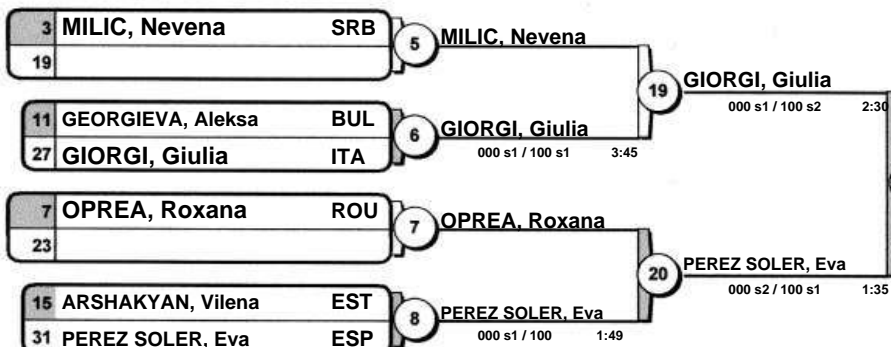 3 MILIC, Nevena SRB
19
5
MILIC, Nevena
11 GEORGIEVA, Aleksa BUL
27 GIORGI, Giulia ITA
6
GIORGI, Giulia
000 s1 / 100 s1 3:45
19
GIORGI, Giulia
000 s1 / 100 s2 2:30
7 OPREA, Roxana ROU
23
7
OPREA, Roxana
15 ARSHAKYAN, Vilena EST
31 PEREZ SOLER, Eva ESP
8
PEREZ SOLER, Eva
000 s1 / 100 1:49
20
PEREZ SOLER, Eva
000 s2 / 100 s1 1:35